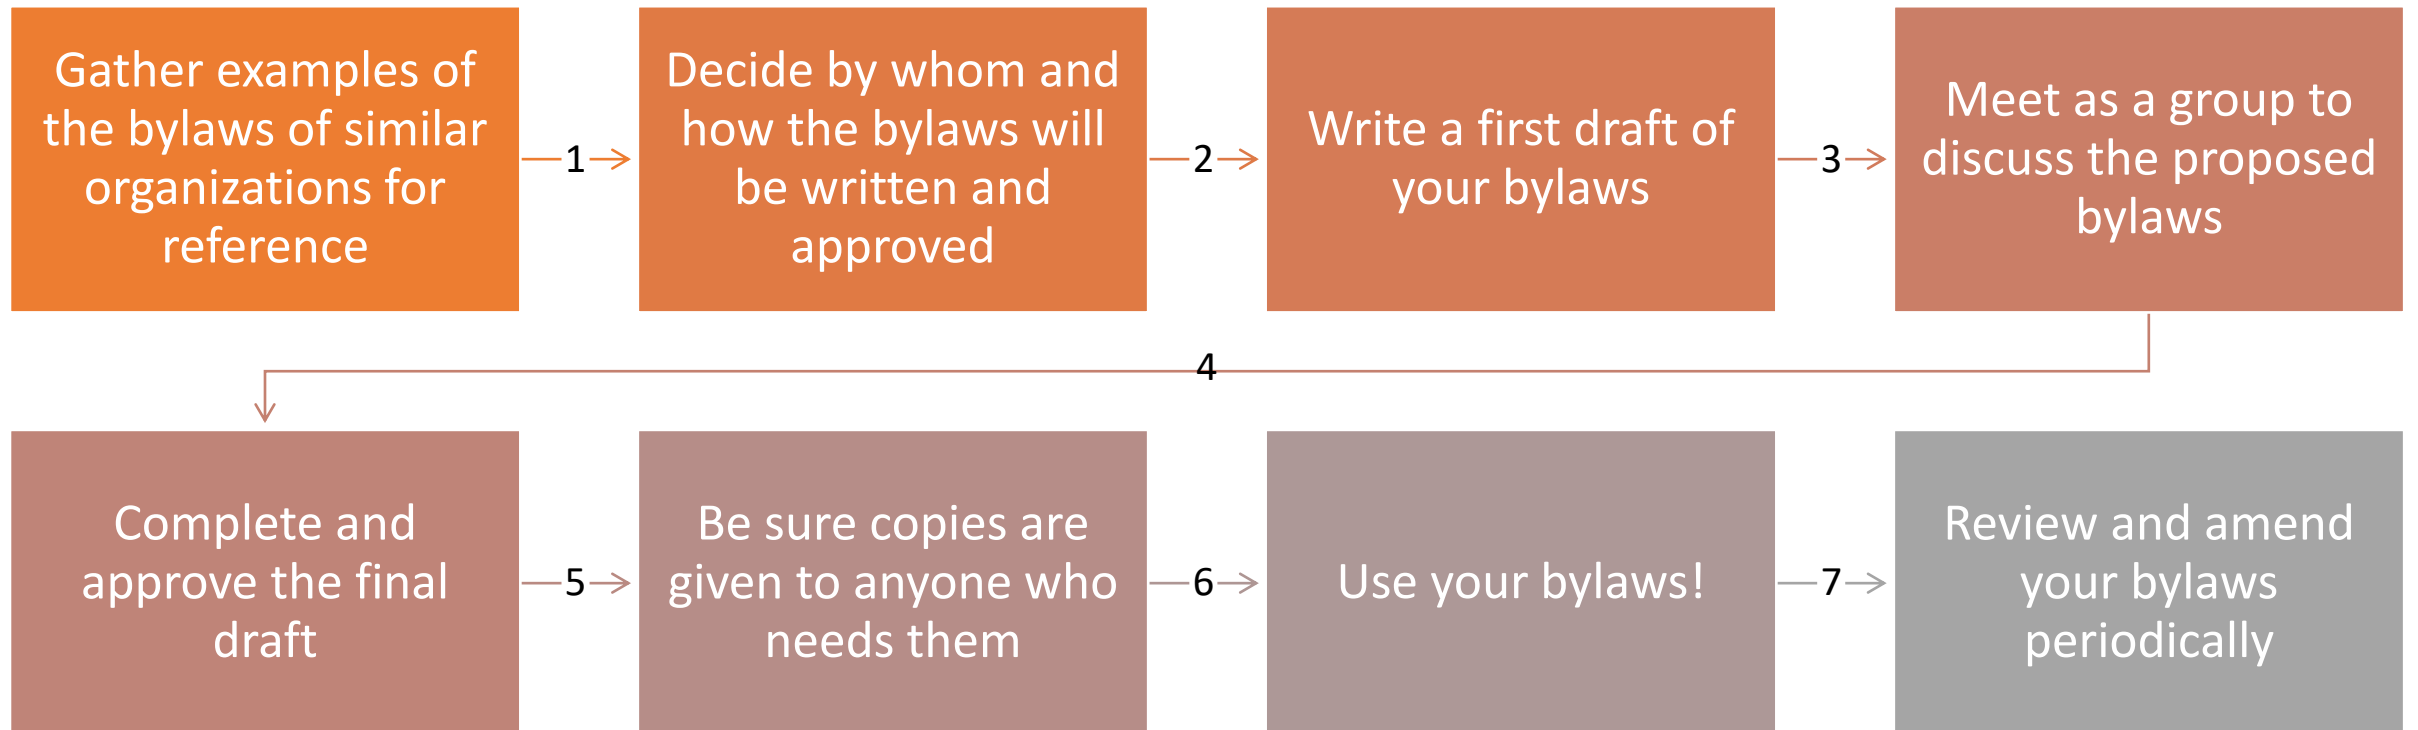 Gather examples of
the bylaws of similar
organizations for
reference
1
Decide by whom and
how the bylaws will
be written and
approved
2
Write a first draft of
your bylaws
3
Meet as a group to
discuss the proposed
bylaws
4
Complete and
approve the final
draft
5
Be sure copies are
given to anyone who
needs them
6
Use your bylaws!
7
Review and amend
your bylaws
periodically